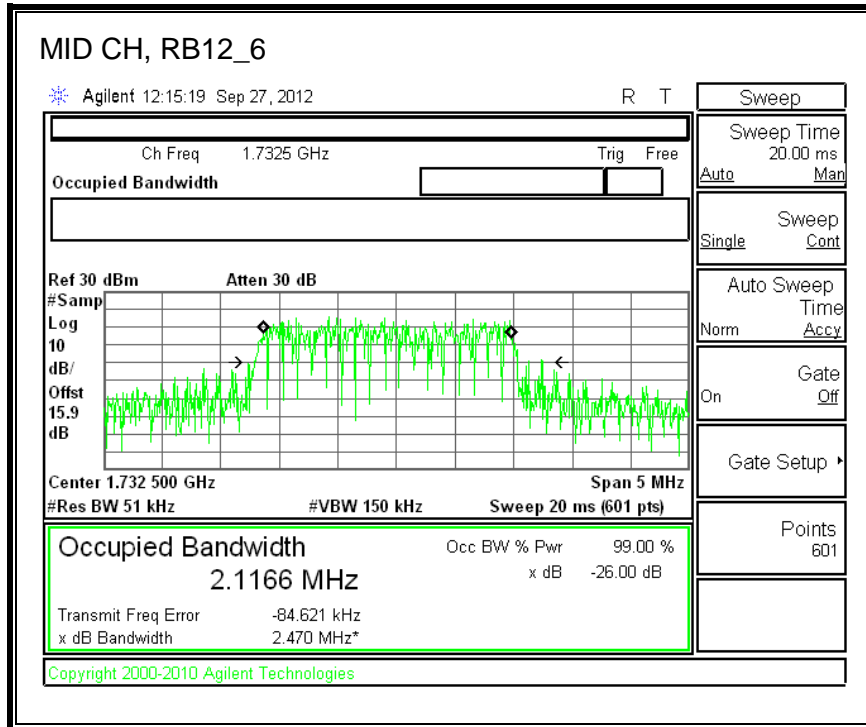 MID CH, RB12_6
Agilent 12:15:19 Sep 27, 2012 R T
Ch Freq 1.7325 GHz Trig Free
Occupied Bandwidth
Ref 30 dBm Atten 30 dB
#Samp
Log
10
dB/
Offst
15.9
dB
Center 1.732 500 GHz Span 5 MHz
#Res BW 51 kHz #VBW 150 kHz Sweep 20 ms (601 pts)
Occupied Bandwidth Occ BW % Pwr 99.00 %
2.1166 MHz x dB -26.00 dB
Transmit Freq Error -84.621 kHz
x dB Bandwidth 2.470 MHz*
Copyright 2000-2010 Agilent Technologies
Sweep
Sweep Time
20.00 ms
Auto Man
Sweep
Single Cont
Auto Sweep
Time
Norm Accy
Gate
On Off
Gate Setup
Points
601